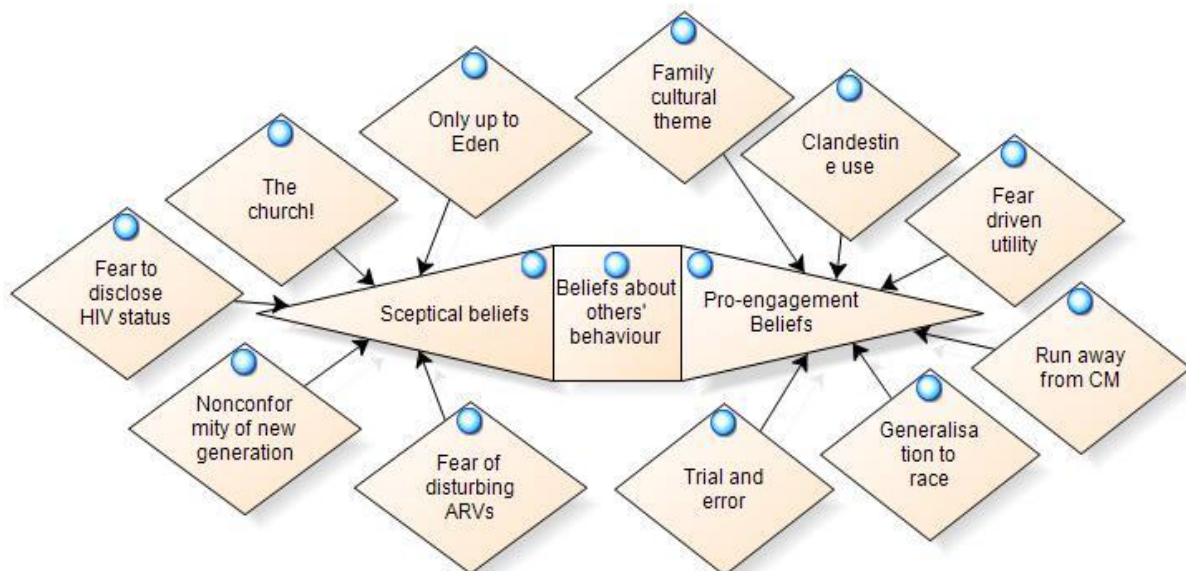 Family
cultural
theme
Only up to
Eden
Clandestin
e use
The
church!
Fear
driven
utility
Fear to
disclose
HIV status
Sceptical beliefs
Beliefs about
others'
behaviour
Pro-engagement
Beliefs
Run away
from CM
Nonconfor
mity of new
generation
Generalisa
tion to
race
Fear of
disturbing
ARVs
Trial and
error